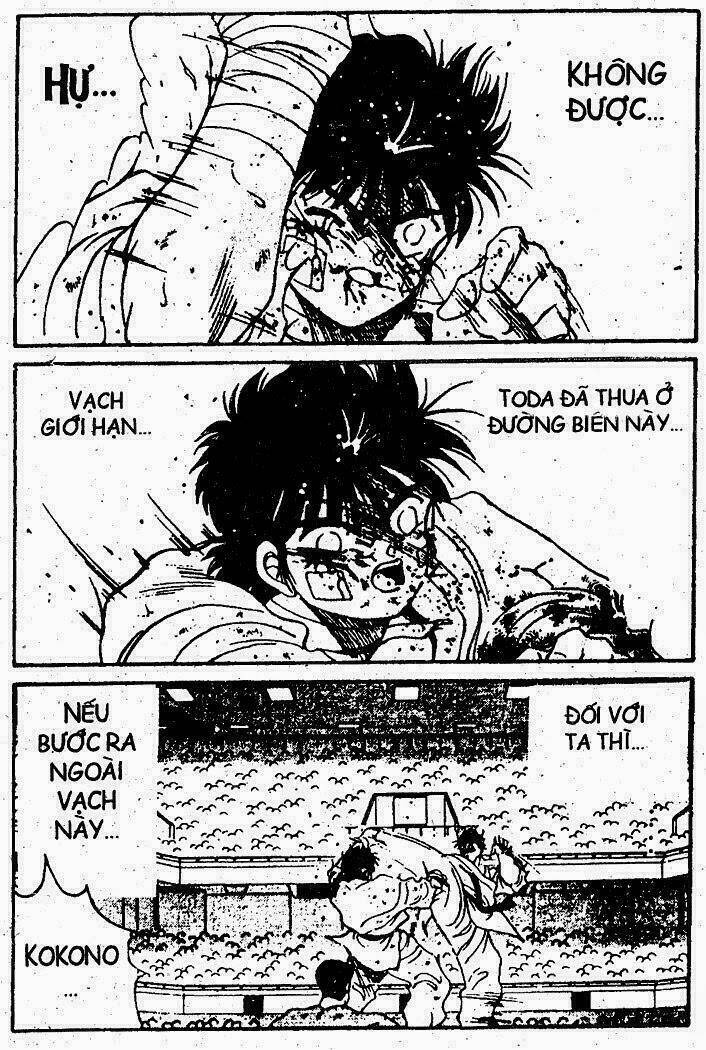 HỰ...
KHÔNG
ĐƯỢC...
VẠCH
GIỚI HẠN...
TODA ĐÃ THUA Ở
ĐƯỜNG BIÊN NÀY...
NẾU
BƯỚC RA
NGOÀI
VẠCH
NÀY...
ĐỐI VỚI
TA THÌ...
KOKONO
...